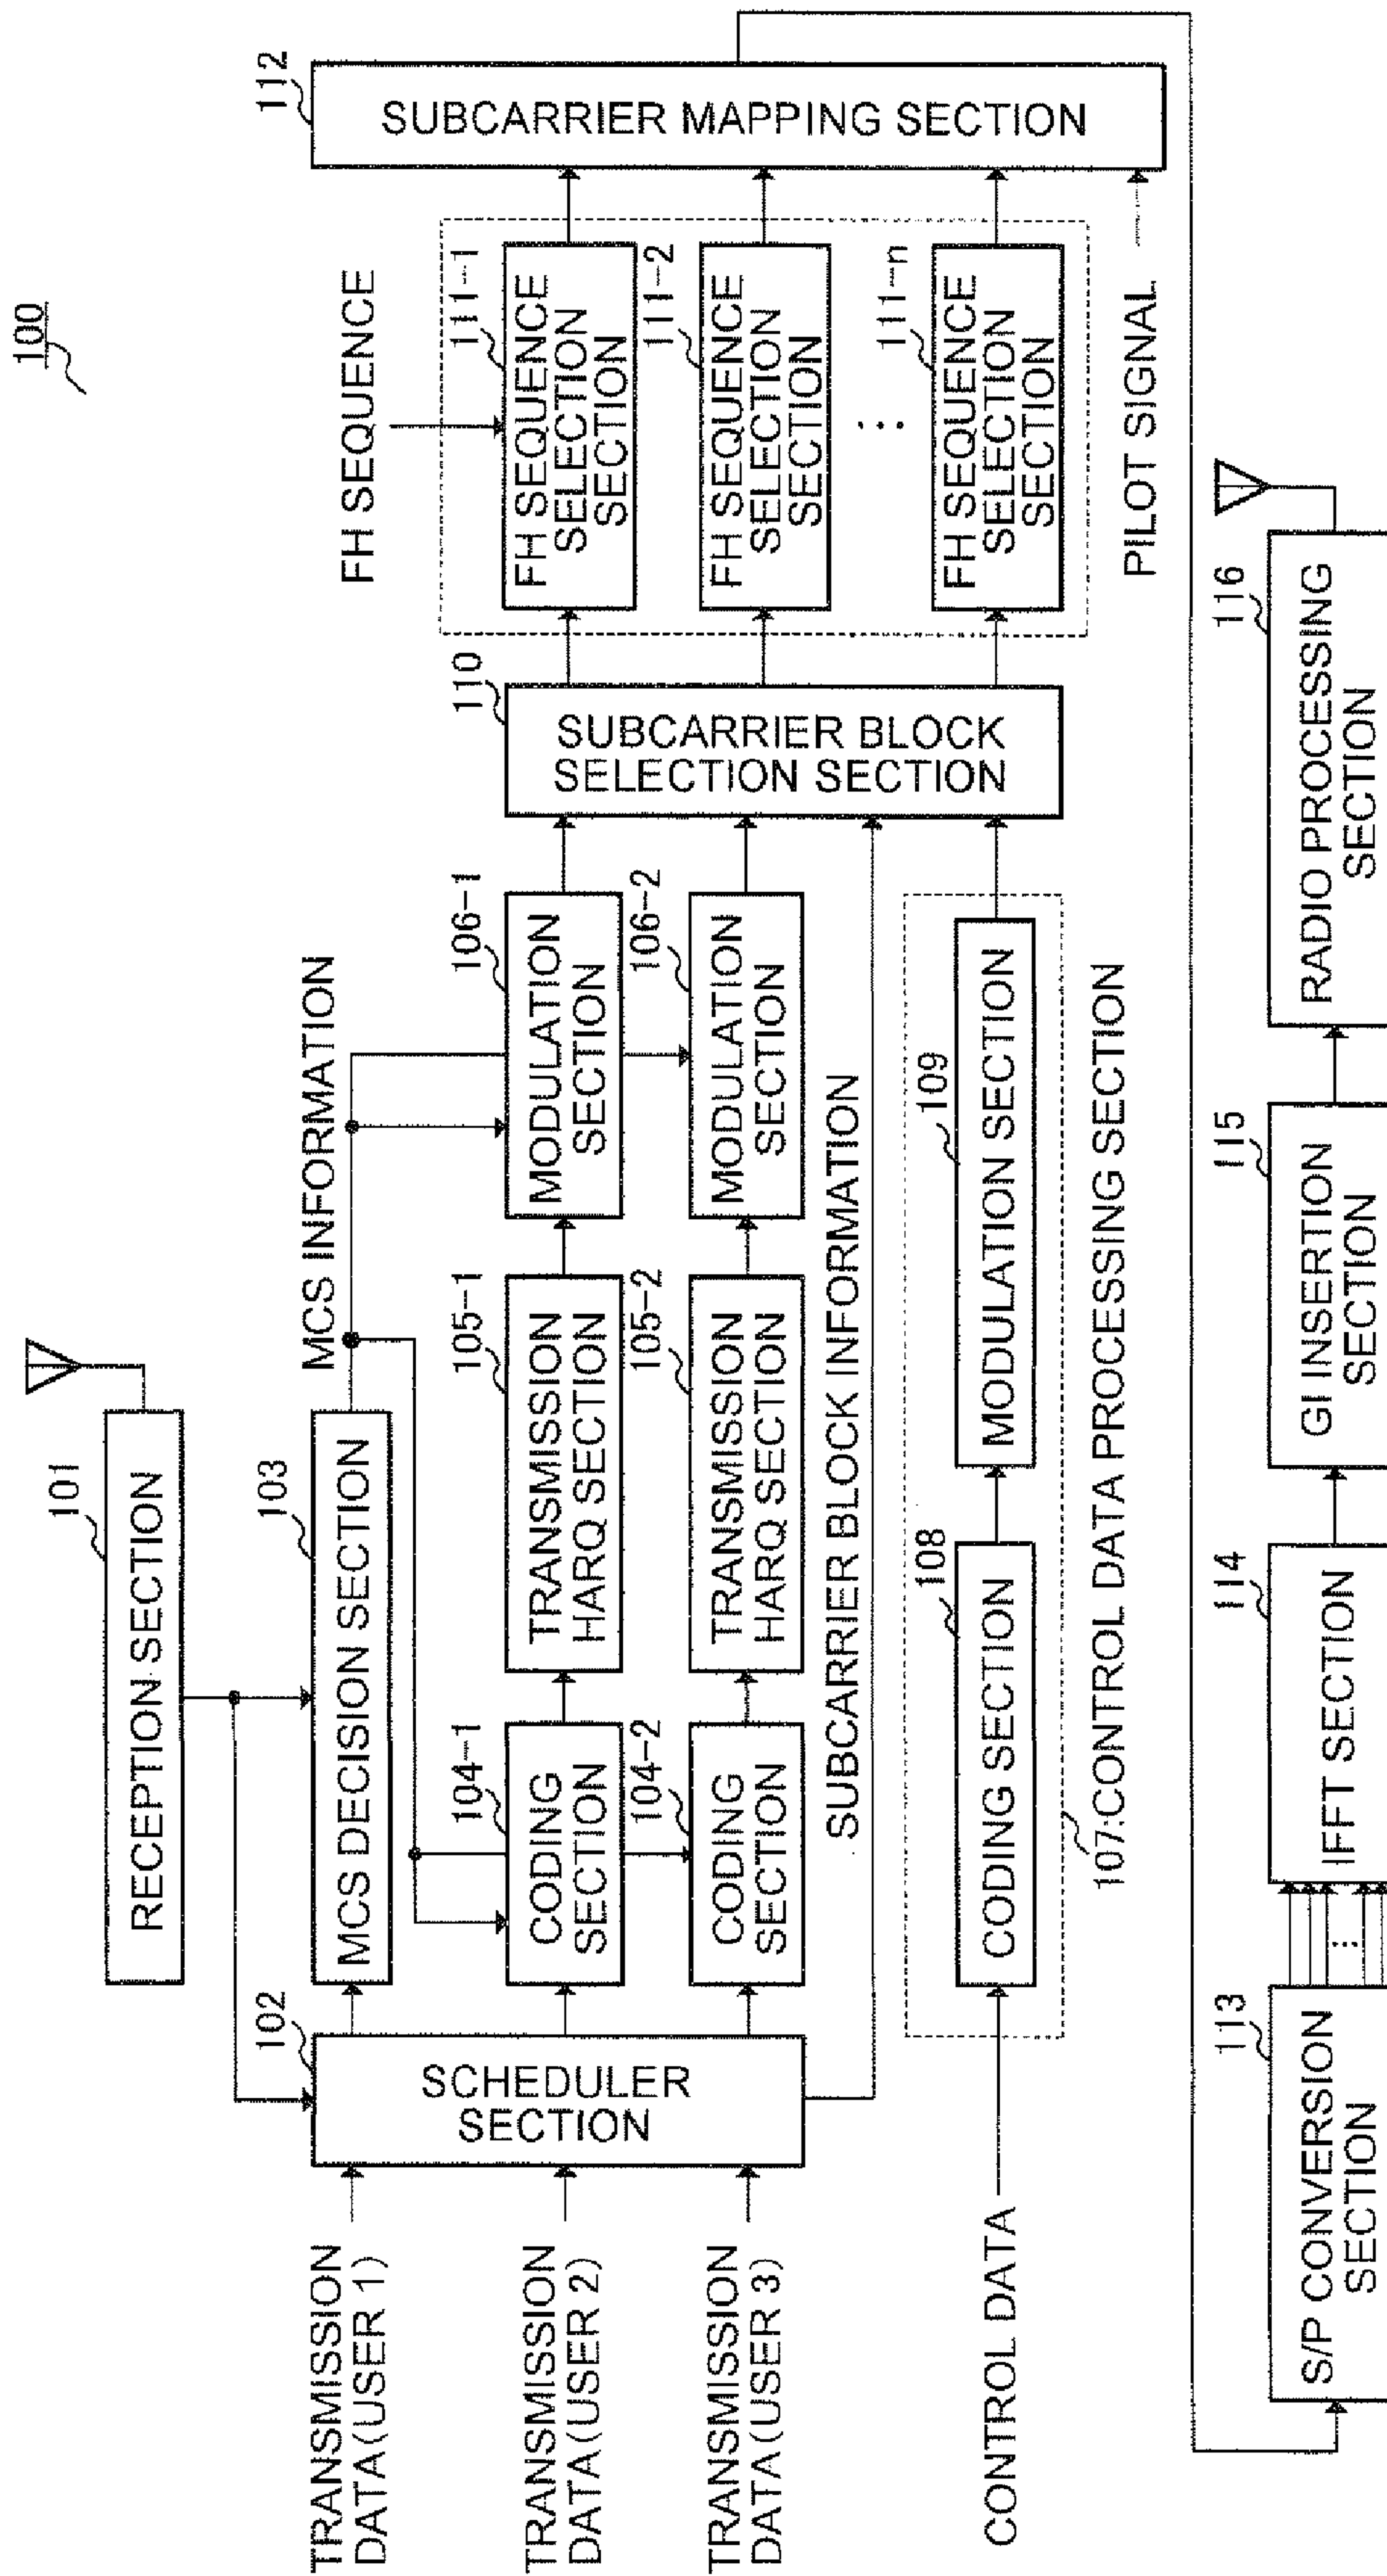 100
101
RECEPTION SECTION
102
SCHEDULER
SECTION
103
MCS DECISION SECTION
MCS INFORMATION
TRANSMISSION
DATA(USER 1)
TRANSMISSION
DATA(USER 2)
TRANSMISSION
DATA(USER 3)
104-1
CODING
SECTION
104-2
CODING
SECTION
105-1
TRANSMISSION
HARQ SECTION
105-2
TRANSMISSION
HARQ SECTION
106-1
MODULATION
SECTION
106-2
MODULATION
SECTION
SUBCARRIER BLOCK INFORMATION
CONTROL DATA
108
CODING SECTION
109
MODULATION SECTION
107:CONTROL DATA PROCESSING SECTION
110
SUBCARRIER BLOCK
SELECTION SECTION
FH SEQUENCE
111-1
FH SEQUENCE
SELECTION
SECTION
111-2
FH SEQUENCE
SELECTION
SECTION
111-n
FH SEQUENCE
SELECTION
SECTION
PILOT SIGNAL
112
SUBCARRIER MAPPING SECTION
113
S/P CONVERSION
SECTION
114
IFFT SECTION
115
GI INSERTION
SECTION
116
RADIO PROCESSING
SECTION